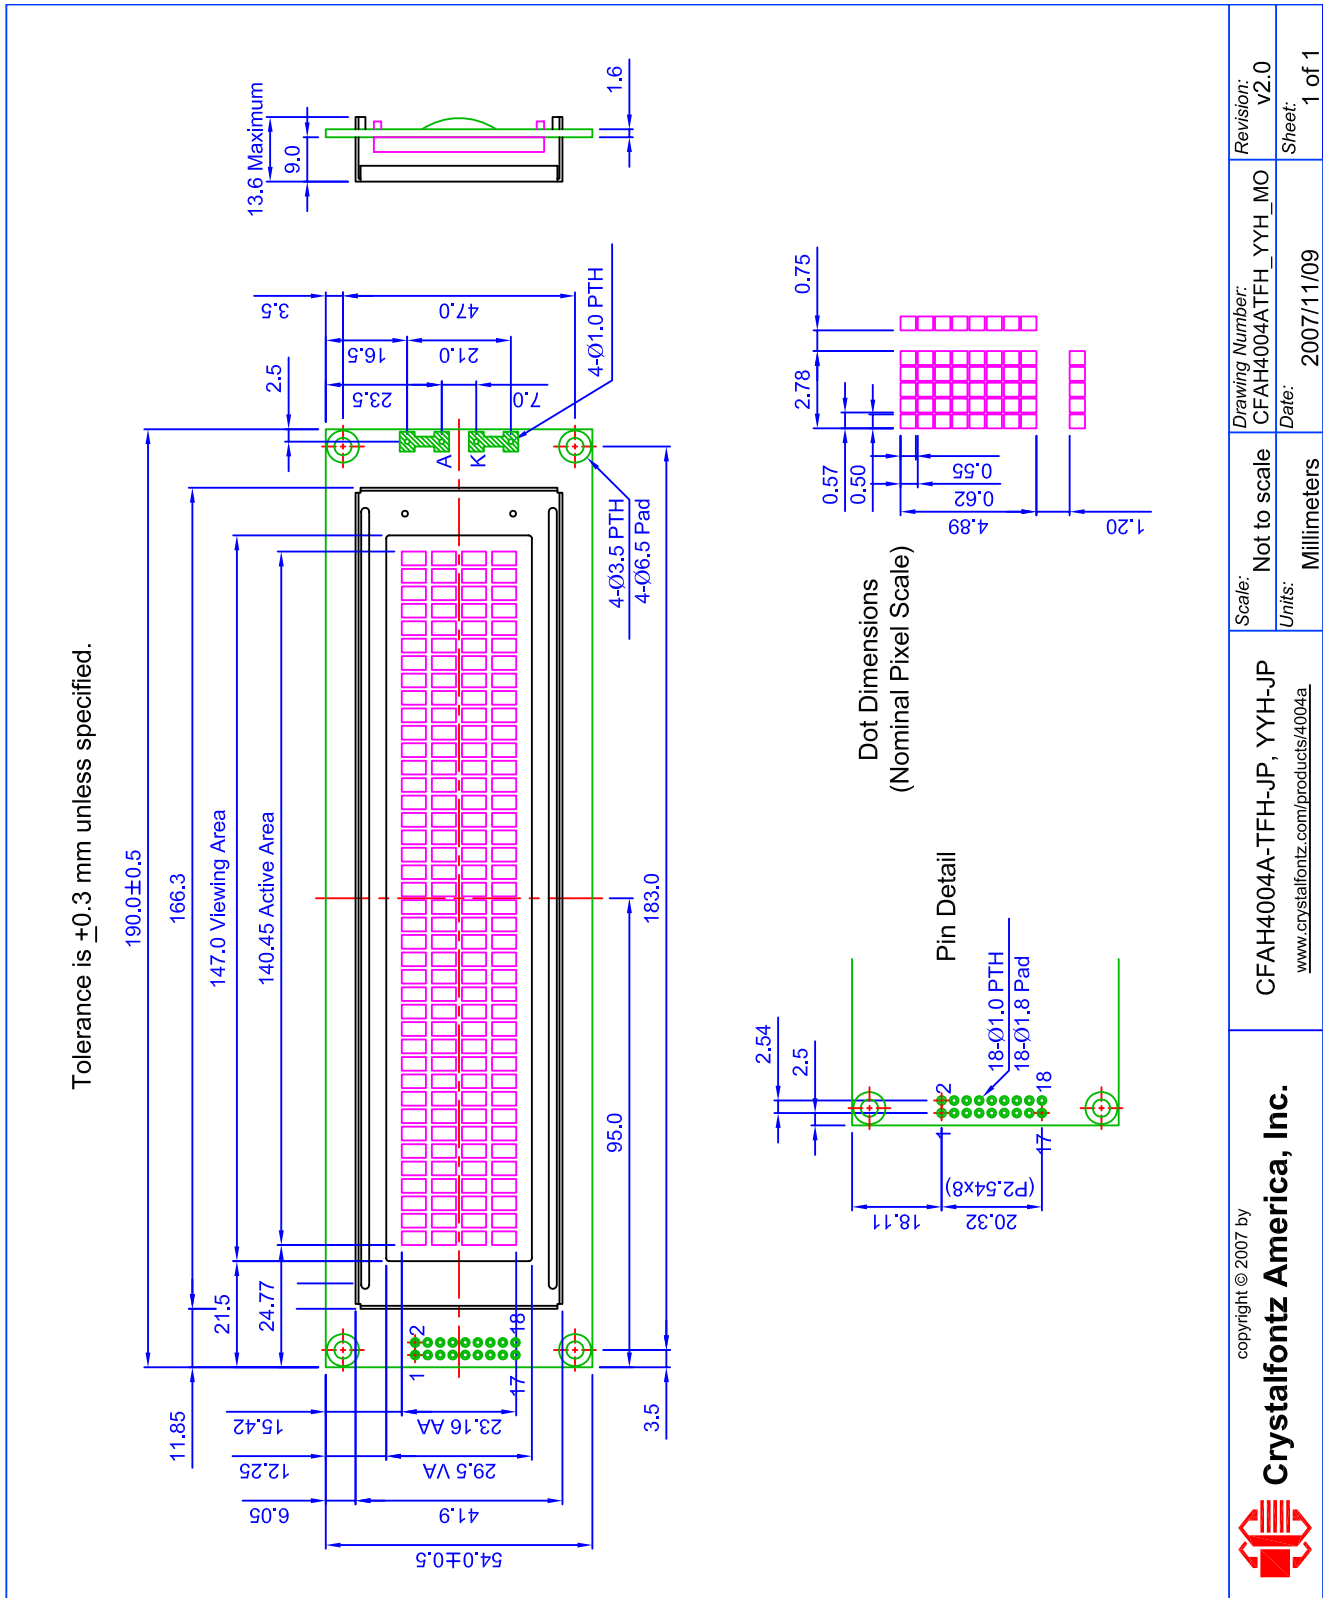 Tolerance is ±0.3 mm unless specified.
190.0±0.5
166.3
147.0 Viewing Area
140.45 Active Area
11.85
21.5
24.77
95.0
183.0
3.5
15.42
23.16 AA
12.25
29.5 VA
6.05
41.9
54.0±0.5
1
2
17
18
A
K
2.5
3.5
47.0
16.5
21.0
23.5
7.0
4-Ø1.0 PTH
4-Ø3.5 PTH
4-Ø6.5 Pad
13.6 Maximum
9.0
1.6
Pin Detail
2.54
2.5
18-Ø1.0 PTH
18-Ø1.8 Pad
1
2
17
18
18.11
20.32
(P2.54x8)
Dot Dimensions
(Nominal Pixel Scale)
0.57
0.50
2.78
0.75
0.55
0.62
4.89
1.20
copyright © 2007 by
Crystalfontz America, Inc.
CFAH4004A-TFH-JP, YYH-JP
www.crystalfontz.com/products/4004a
Scale:
Not to scale
Units:
Millimeters
Drawing Number:
CFAH4004ATFH_YYH_MO
Date:
2007/11/09
Revision:
v2.0
Sheet:
1 of 1